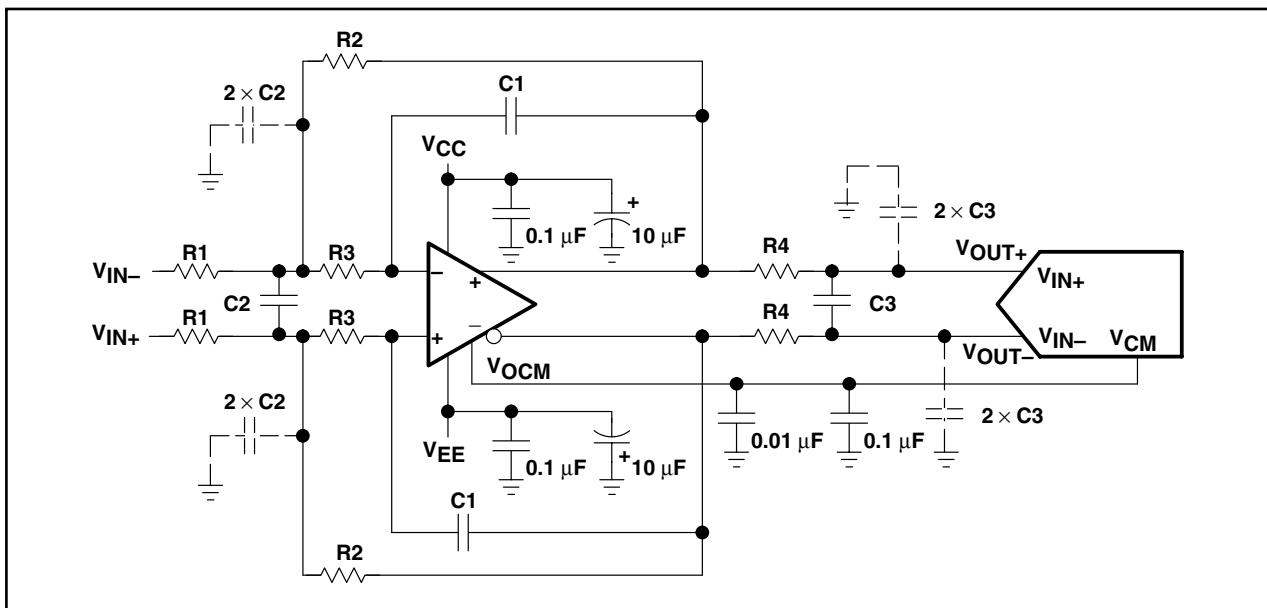 R2
C1
2 × C2
VCC
+
0.1 μF
10 μF
2 × C3
VIN–
R1
R3
–
+
R4
VOUT+
VIN+
C2
C3
VIN+
R1
R3
+
–
R4
VOUT–
VIN–
VCM
VOCM
2 × C2
VEE
0.1 μF
+
10 μF
0.01 μF
0.1 μF
2 × C3
C1
R2